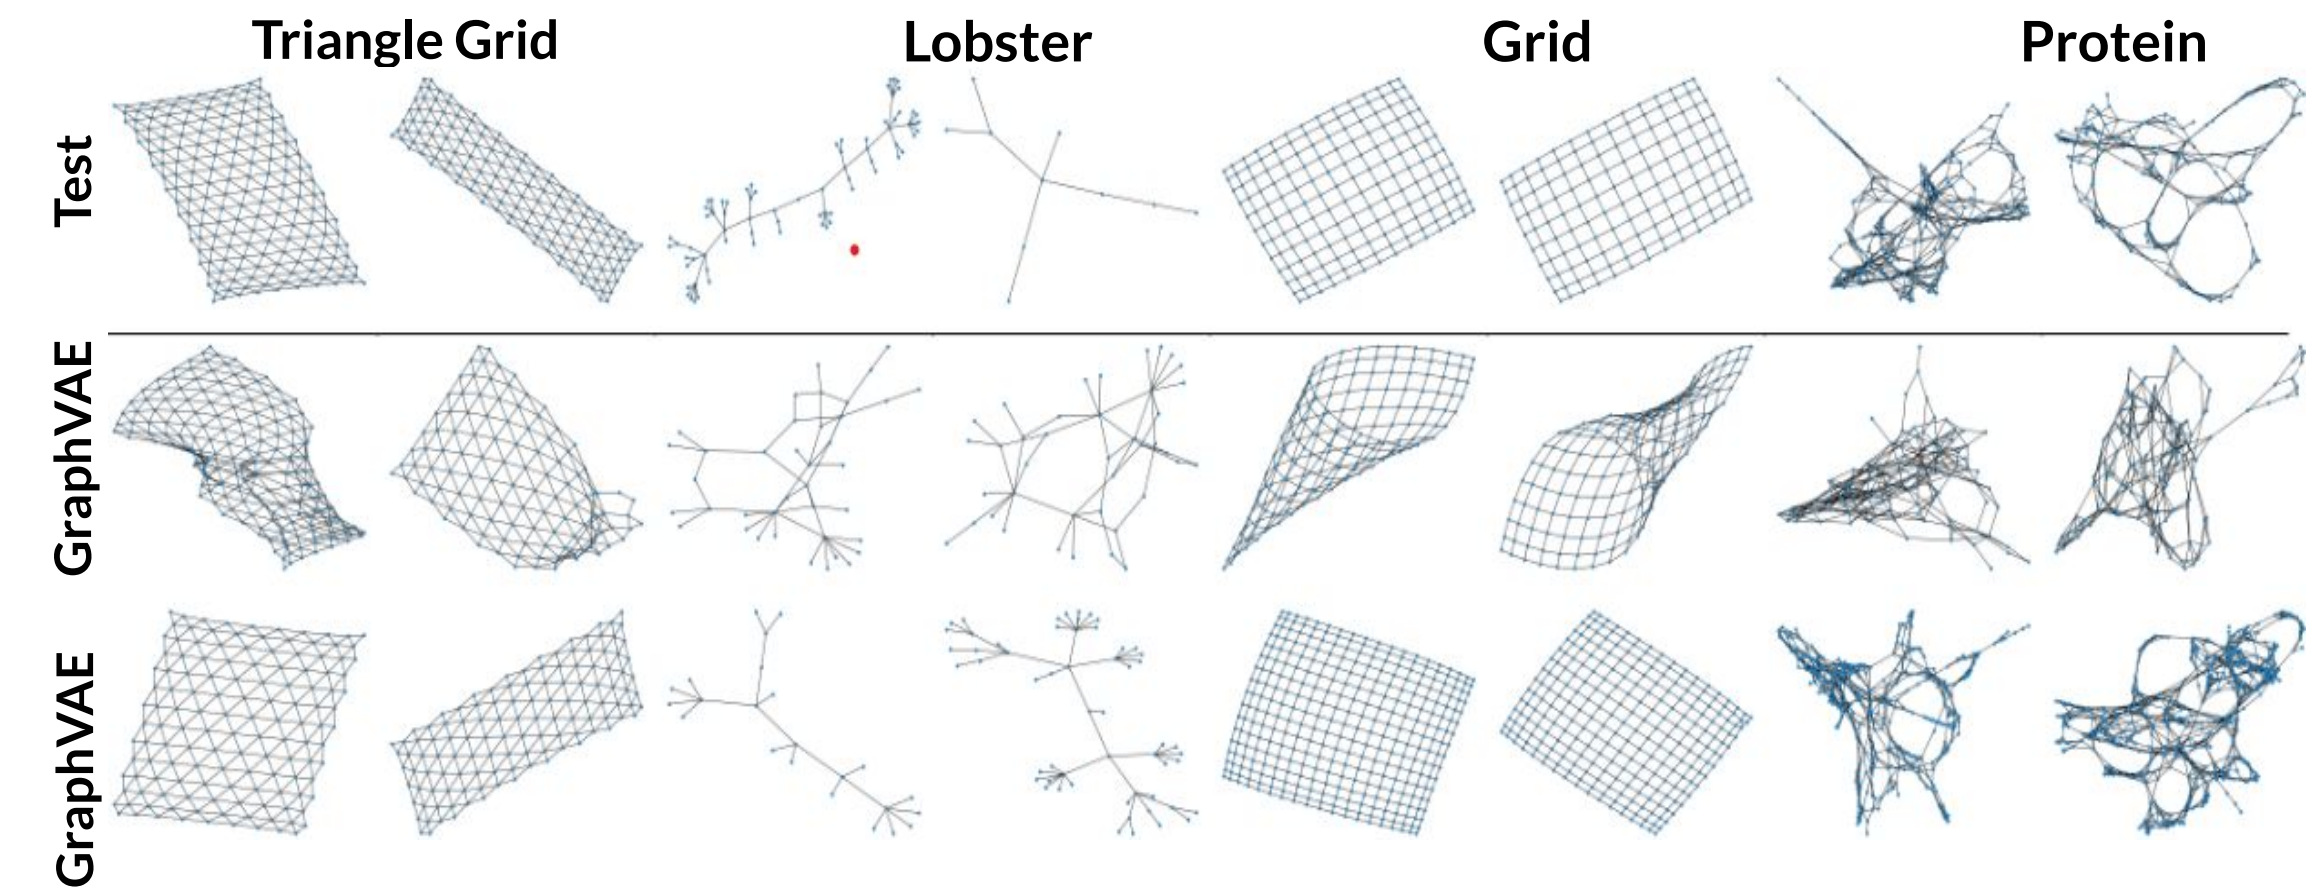 Triangle Grid Lobster Grid Protein
Test
GraphVAE
GraphVAE